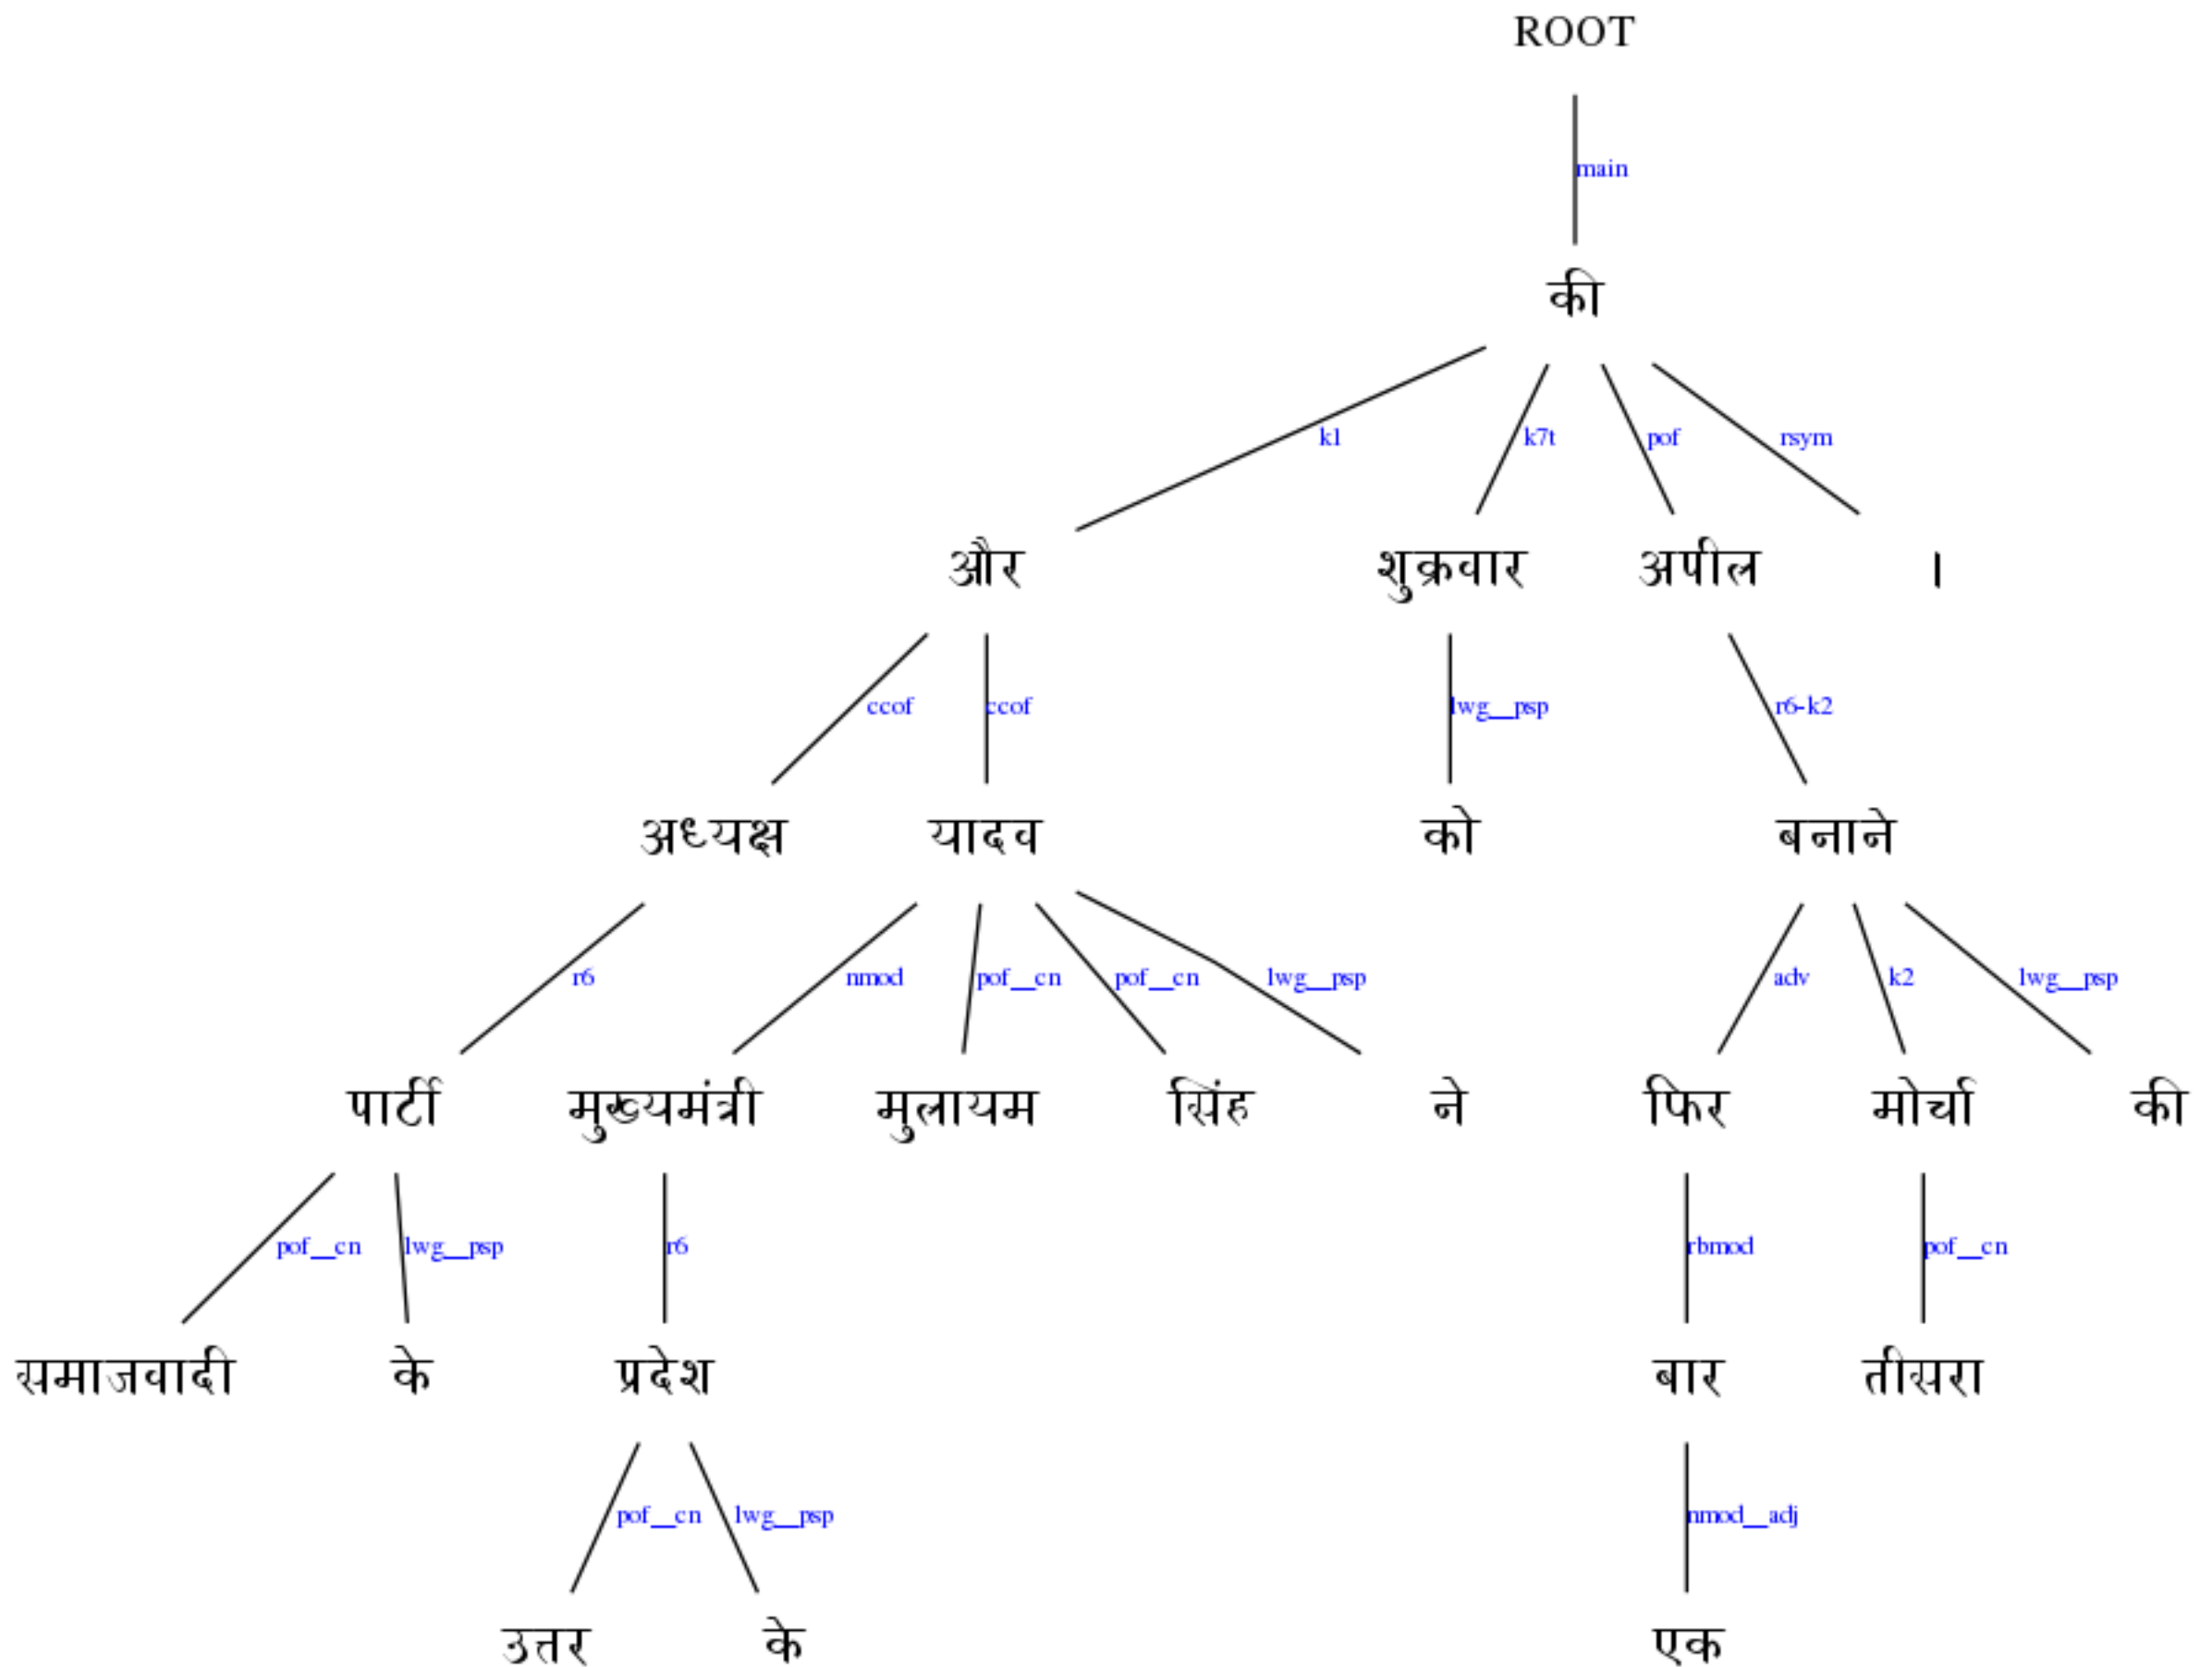 ROOT
main
की
k1 k7t pof rsym
और शुक्रवार अपील ।
ccof ccof lwg__psp r6-k2
अध्यक्ष यादव को बनाने
r6 nmod pof__cn pof__cn lwg__psp adv k2 lwg__psp
पार्टी मुख्यमंत्री मुलायम सिंह ने फिर मोर्चा की
pof__cn lwg__psp r6 rbmod pof__cn
समाजवादी के प्रदेश बार तीसरा
pof__cn lwg__psp nmod__adj
उत्तर के एक